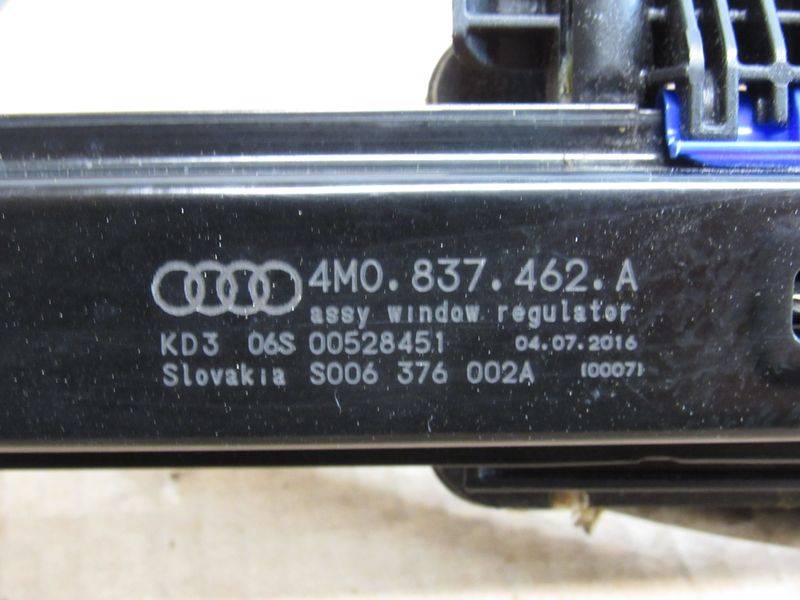 4M0.837.462.A
assy window regulator
KD3 06S 00528451 04.07.2016
Slovakia S006 376 002A (0007)